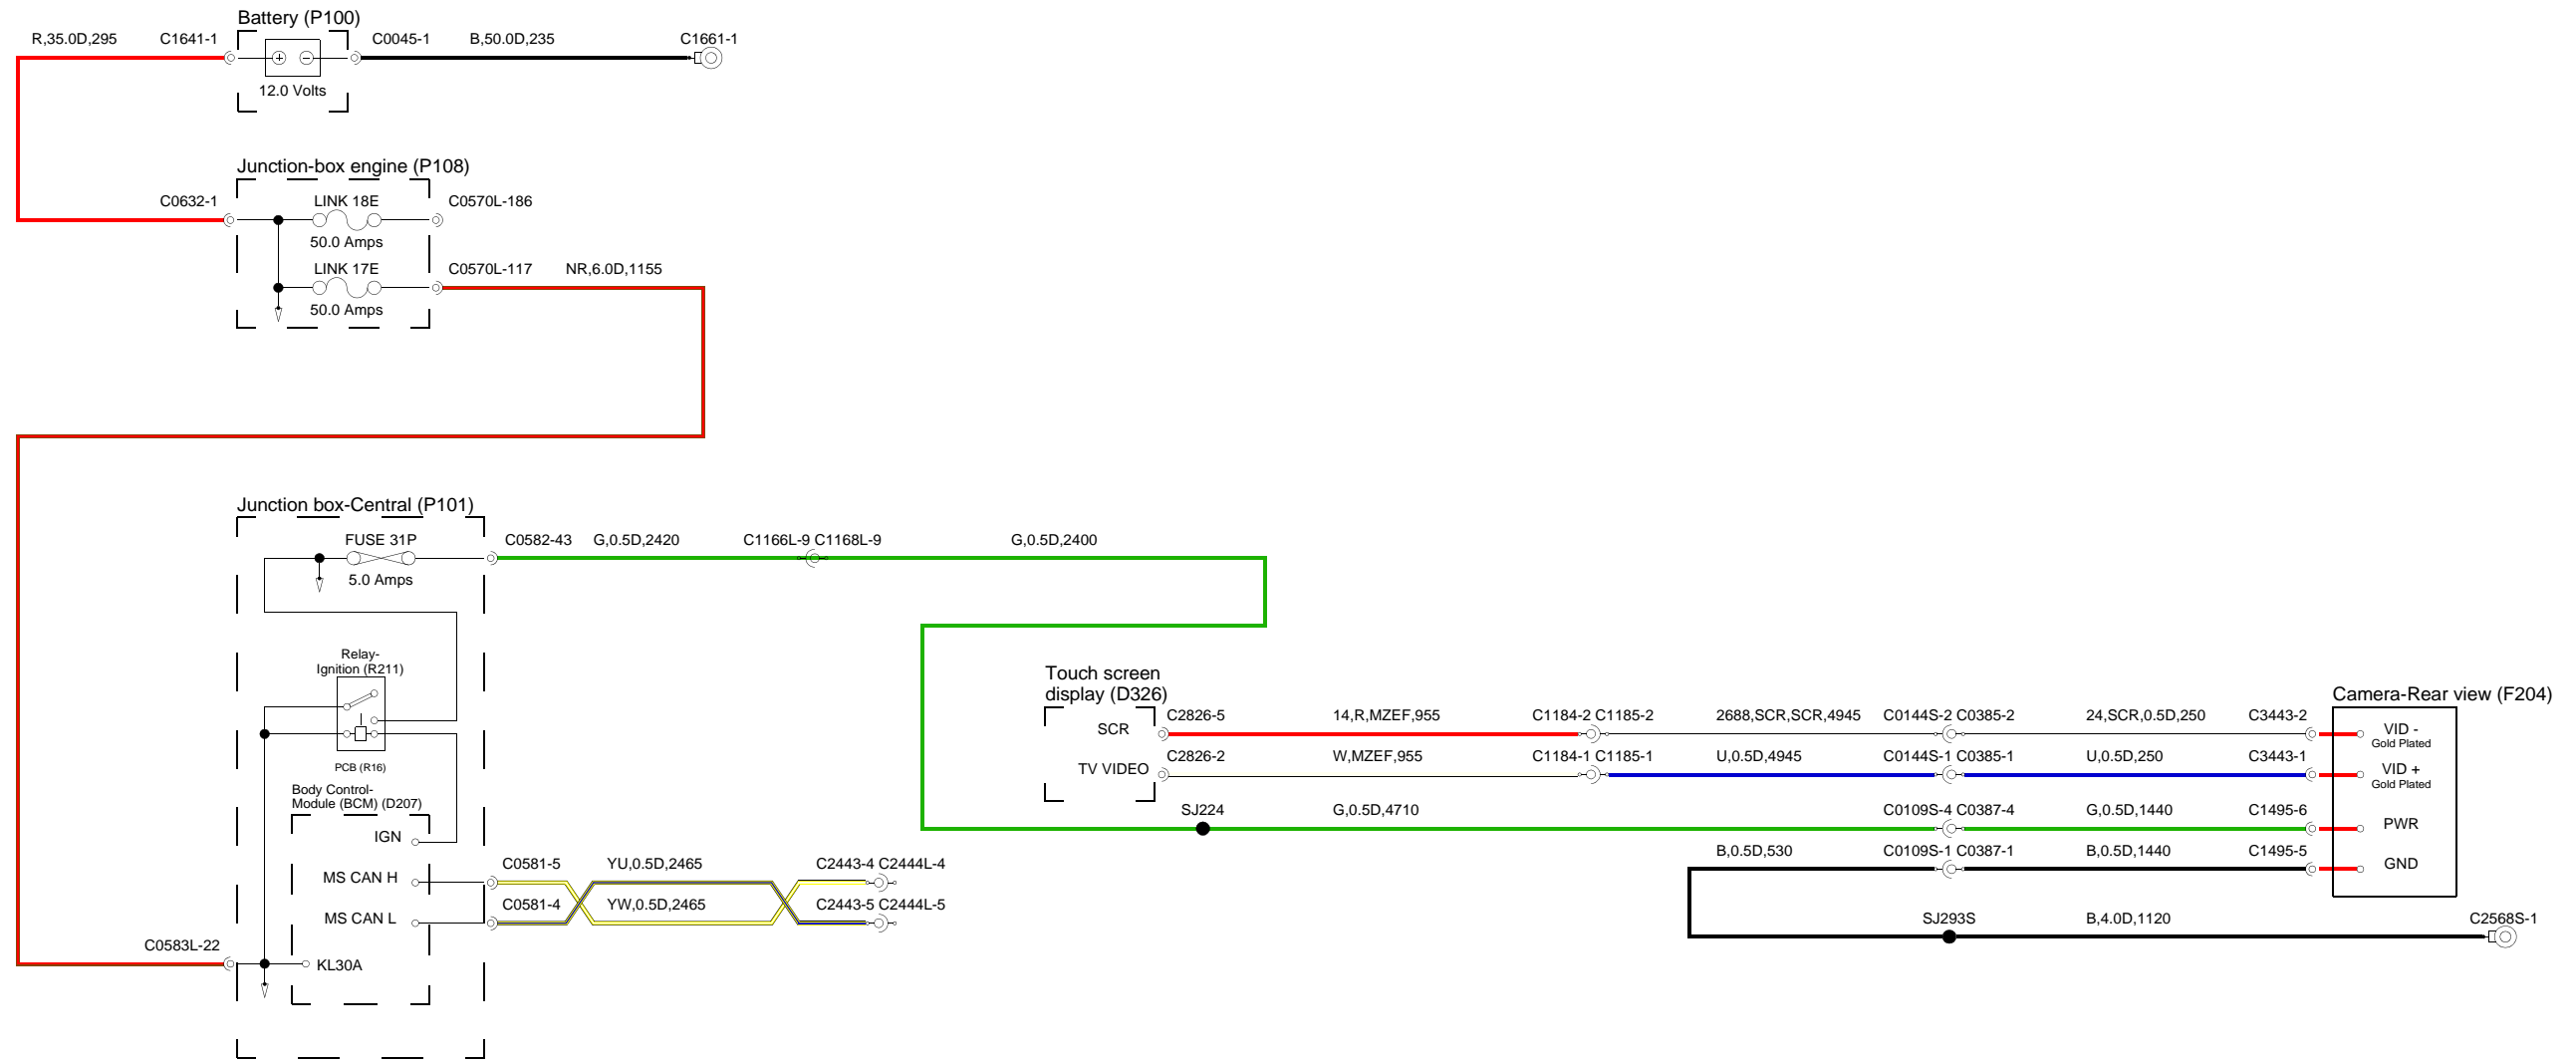 Battery (P100)
R,35.0D,295
C1641-1
C0045-1
B,50.0D,235
C1661-1
12.0 Volts
Junction-box engine (P108)
C0632-1
LINK 18E
C0570L-186
50.0 Amps
LINK 17E
C0570L-117
NR,6.0D,1155
50.0 Amps
Junction box-Central (P101)
FUSE 31P
C0582-43
G,0.5D,2420
C1166L-9 C1168L-9
G,0.5D,2400
5.0 Amps
Relay-
Ignition (R211)
PCB (R16)
Body Control-
Module (BCM) (D207)
IGN
MS CAN H
C0581-5
YU,0.5D,2465
C2443-4 C2444L-4
MS CAN L
C0581-4
YW,0.5D,2465
C2443-5 C2444L-5
C0583L-22
KL30A
Touch screen
display (D326)
SCR
C2826-5
14,R,MZEF,955
C1184-2 C1185-2
2688,SCR,SCR,4945
C0144S-2 C0385-2
24,SCR,0.5D,250
C3443-2
TV VIDEO
C2826-2
W,MZEF,955
C1184-1 C1185-1
U,0.5D,4945
C0144S-1 C0385-1
U,0.5D,250
C3443-1
SJ224
G,0.5D,4710
C0109S-4 C0387-4
G,0.5D,1440
C1495-6
B,0.5D,530
C0109S-1 C0387-1
B,0.5D,1440
C1495-5
Camera-Rear view (F204)
VID -
Gold Plated
VID +
Gold Plated
PWR
GND
SJ293S
B,4.0D,1120
C2568S-1